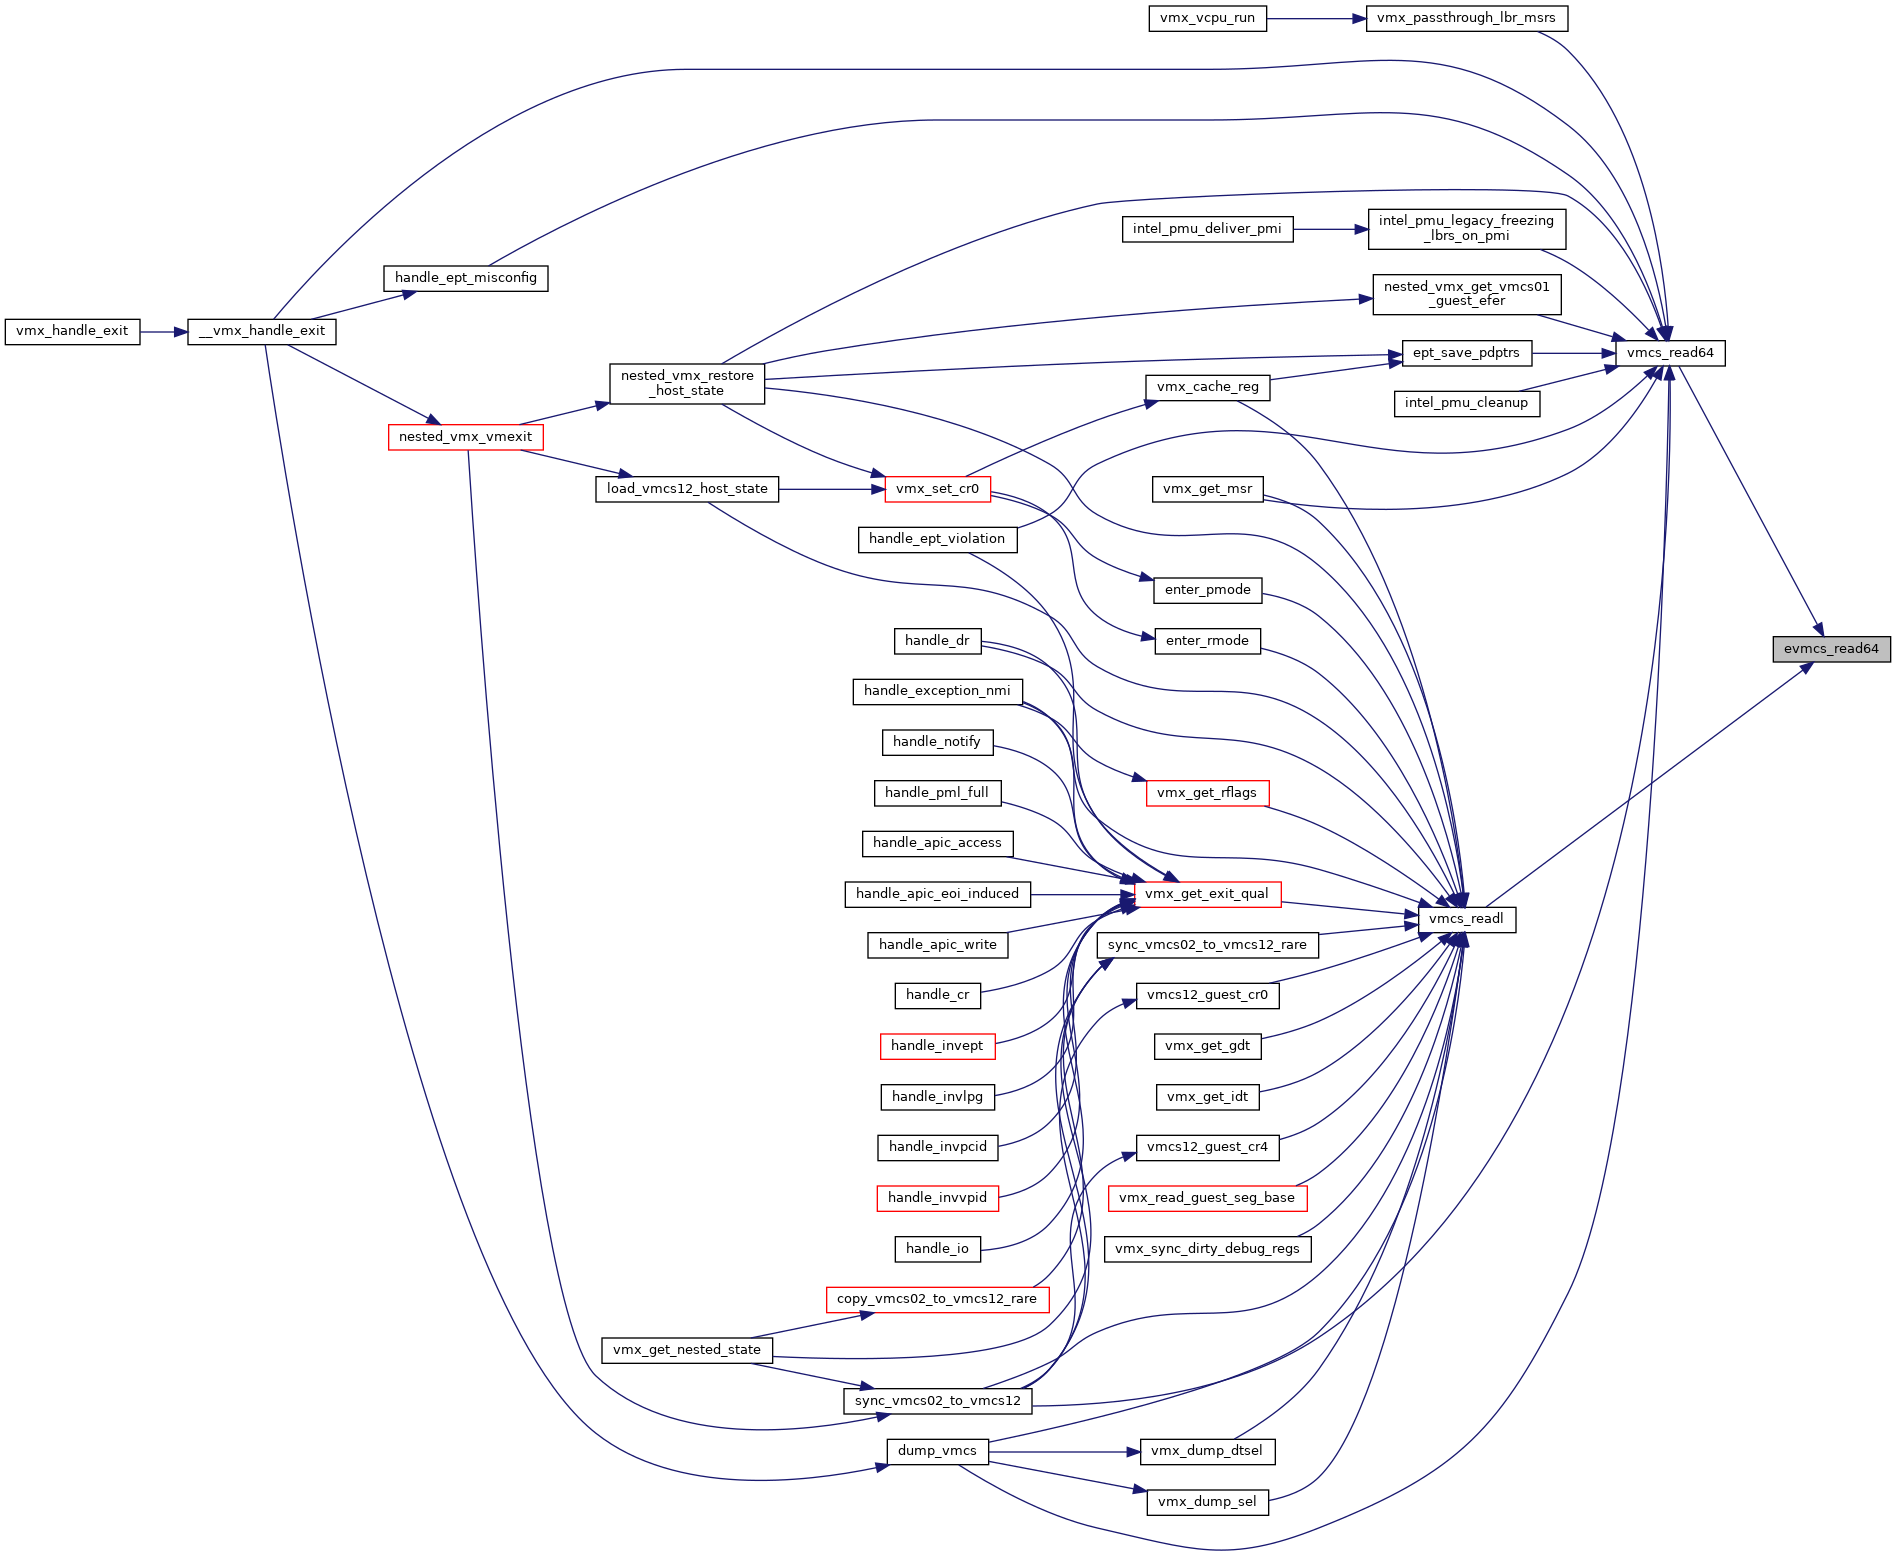 vmx_vcpu_run
vmx_passthrough_lbr_msrs
intel_pmu_deliver_pmi
intel_pmu_legacy_freezing
_lbrs_on_pmi
handle_ept_misconfig
nested_vmx_get_vmcs01
_guest_efer
vmx_handle_exit
__vmx_handle_exit
ept_save_pdptrs
vmcs_read64
nested_vmx_restore
_host_state
vmx_cache_reg
intel_pmu_cleanup
nested_vmx_vmexit
load_vmcs12_host_state
vmx_set_cr0
vmx_get_msr
handle_ept_violation
enter_pmode
handle_dr
enter_rmode
evmcs_read64
handle_exception_nmi
handle_notify
handle_pml_full
vmx_get_rflags
handle_apic_access
handle_apic_eoi_induced
vmx_get_exit_qual
vmcs_readl
handle_apic_write
sync_vmcs02_to_vmcs12_rare
handle_cr
vmcs12_guest_cr0
handle_invept
vmx_get_gdt
handle_invlpg
vmx_get_idt
handle_invpcid
vmcs12_guest_cr4
handle_invvpid
vmx_read_guest_seg_base
handle_io
vmx_sync_dirty_debug_regs
copy_vmcs02_to_vmcs12_rare
vmx_get_nested_state
sync_vmcs02_to_vmcs12
dump_vmcs
vmx_dump_dtsel
vmx_dump_sel